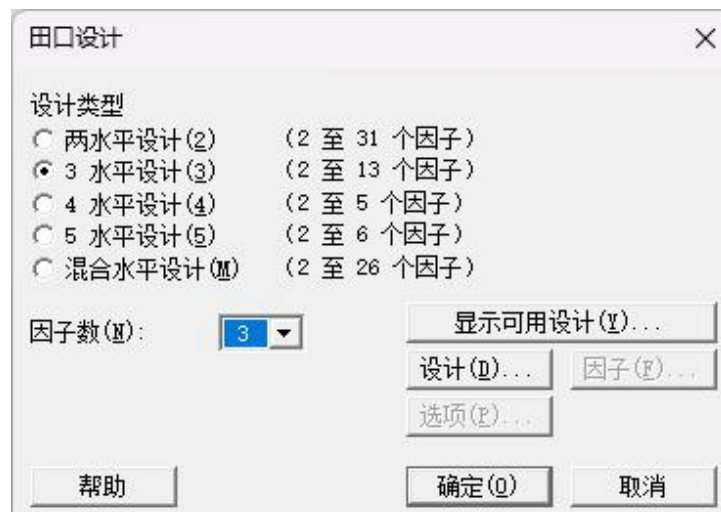 田口设计
设计类型
两水平设计(2) (2 至 31 个因子)
3 水平设计(3) (2 至 13 个因子)
4 水平设计(4) (2 至 5 个因子)
5 水平设计(5) (2 至 6 个因子)
混合水平设计(M) (2 至 26 个因子)
因子数(N): 3
显示可用设计(Y)...
设计(D)... 因子(F)...
选项(P)...
帮助 确定(O) 取消